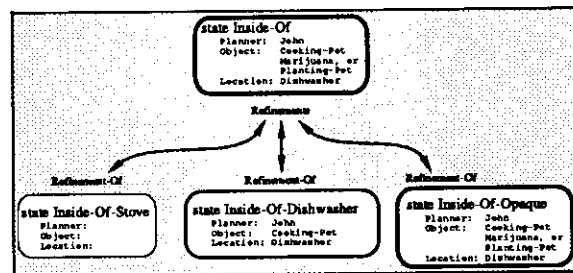 state Inside-Of
Planner: John
Object: Cooking-Pot
Marijuana, or
Planting-Pot
Location: Dishwasher
Refinements
Refinement-Of
Refinement-Of
Refinement-Of
state Inside-Of-Stove
Planner:
Object:
Location:
state Inside-Of-Dishwasher
Planner: John
Object: Cooking-Pot
Location: Dishwasher
state Inside-Of-Opaque
Planner: John
Object: Cooking-Pot
Marijuana, or
Planting-Pot
Location: Dishwasher